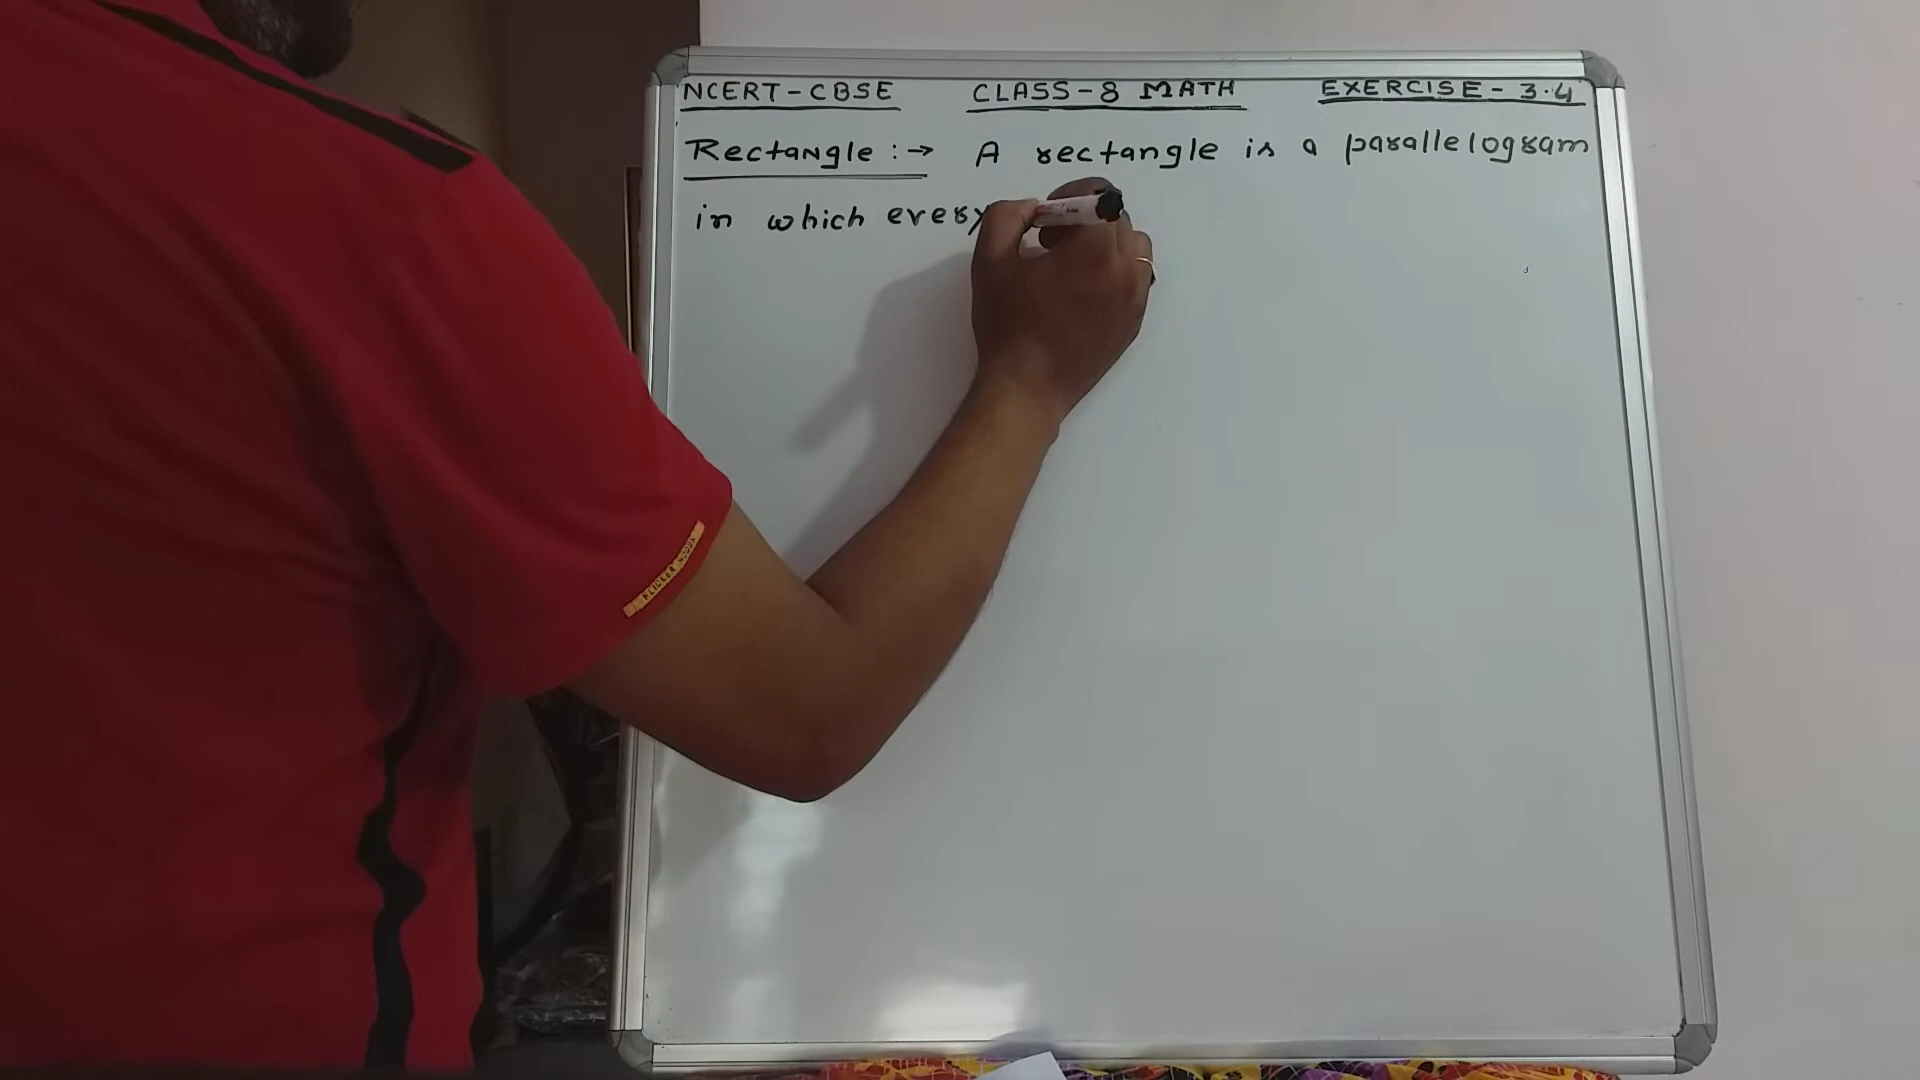 NCERT-CBSE CLASS-8 MATH EXERCISE-3.4
Rectangle :→ A rectangle is a parallelogram
in which every